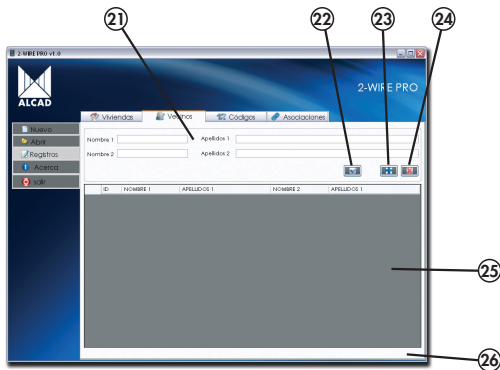 21 22 23 24
2-WIRE PRO v1.0
2-WIRE PRO
ALCAD
Viviendas Vecinos Códigos Asociaciones
Nuevo
Abrir
Registros
Acerca
salir
Nombre 1 Apellidos 1
Nombre 2 Apellidos 2
ID NOMBRE 1 APELLIDOS 1 NOMBRE 2 APELLIDOS 1
25
26